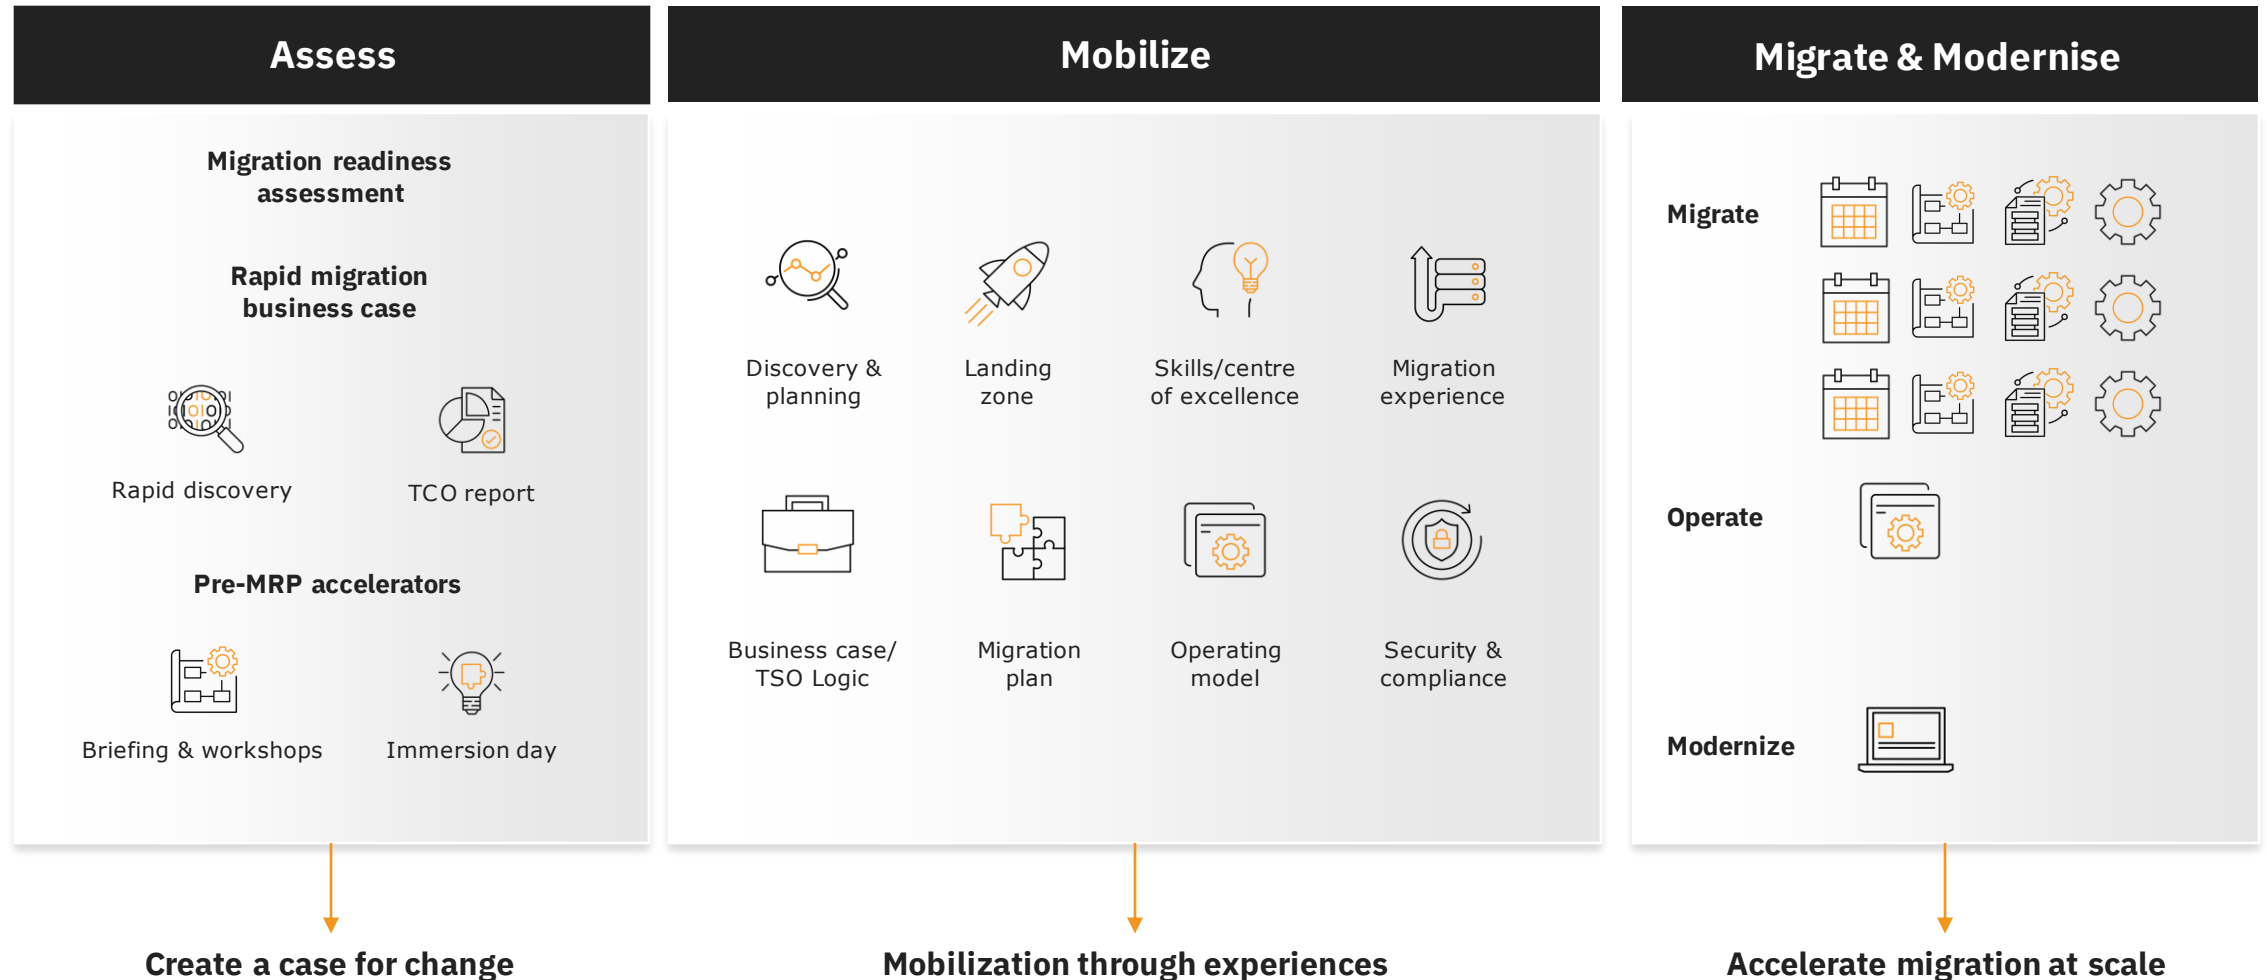 Assess
Migration readiness
assessment
Rapid migration
business case
Rapid discovery
TCO report
Pre-MRP accelerators
Briefing & workshops
Immersion day
Create a case for change
Mobilize
Discovery &
planning
Landing
zone
Skills/centre
of excellence
Migration
experience
Business case/
TSO Logic
Migration
plan
Operating
model
Security &
compliance
Mobilization through experiences
Migrate & Modernise
Migrate
Operate
Modernize
Accelerate migration at scale